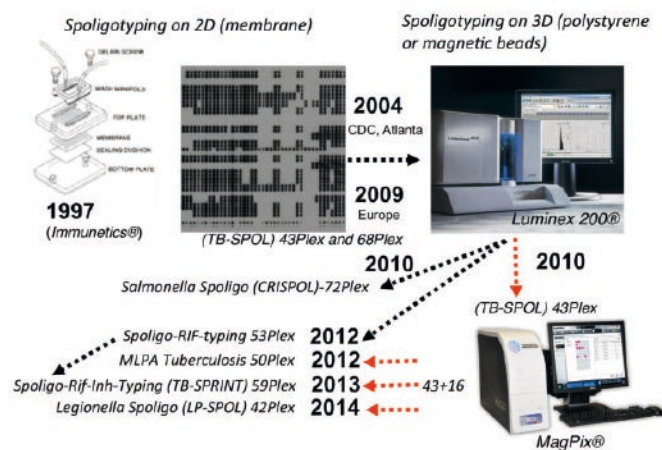 Spoligotyping on 2D (membrane)
Spoligotyping on 3D (polystyrene
or magnetic beads)
WASH MANIFOLD
TOP PLATE
MEMBRANE
SEALING CUSHION
BOTTOM PLATE
1997
(Immunetics®)
2004
CDC, Atlanta
2009
Europe
(TB-SPOL) 43Plex and 68Plex
Luminex 200®
2010
Salmonella Spoligo (CRISPOL)-72Plex
2010
(TB-SPOL) 43Plex
Spoligo-RIF-typing 53Plex 2012
MLPA Tuberculosis 50Plex 2012
Spoligo-Rif-Inh-Typing (TB-SPRINT) 59Plex 2013 43+16
Legionella Spoligo (LP-SPOL) 42Plex 2014
MagPix®